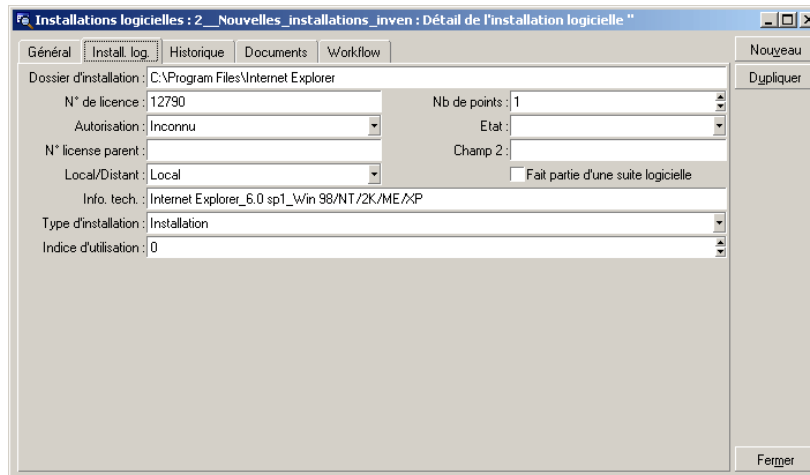 Installations logicielles : 2__Nouvelles_installations_inven : Détail de l'installation logicielle ''
Général Install. log. Historique Documents Workflow Nouveau
Dossier d'installation : C:\Program Files\Internet Explorer Dupliquer
N° de licence : 12790 Nb de points : 1
Autorisation : Inconnu Etat :
N° license parent : Champ 2 :
Local/Distant : Local Fait partie d'une suite logicielle
Info. tech. : Internet Explorer_6.0 sp1_Win 98/NT/2K/ME/XP
Type d'installation : Installation
Indice d'utilisation : 0
Fermer